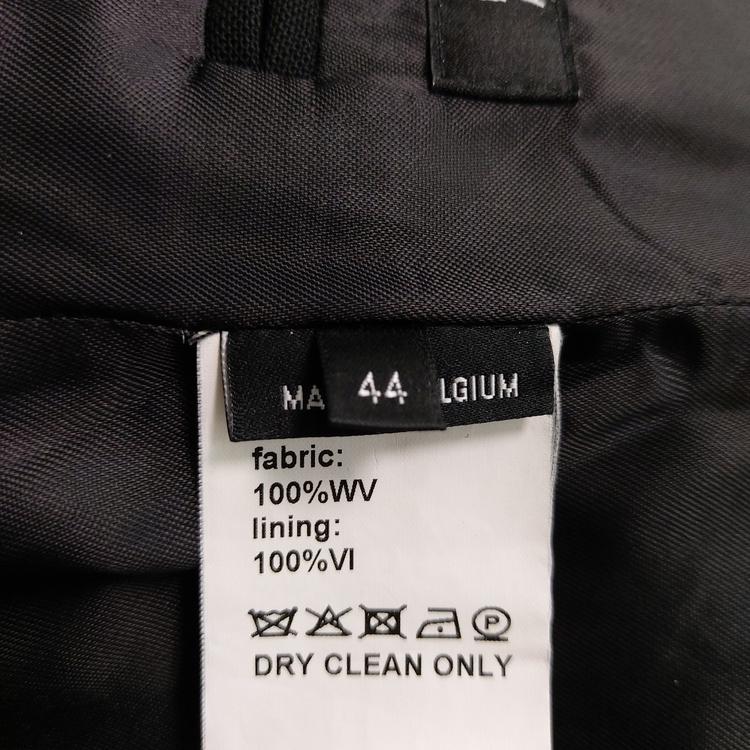 MA 44 LGIUM
fabric:
100%WV
lining:
100%VI
P
DRY CLEAN ONLY